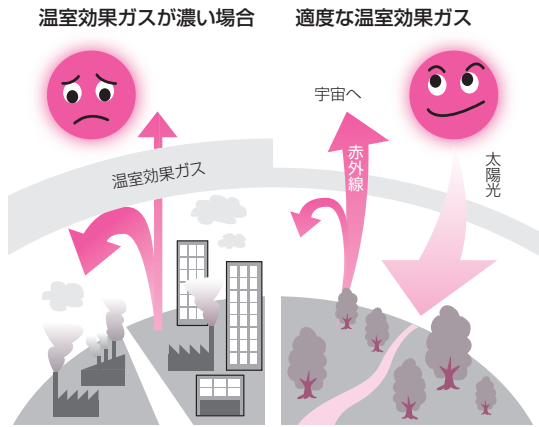 温室効果ガスが濃い場合
適度な温室効果ガス
宇宙へ
温室効果ガス
赤外線
太陽光